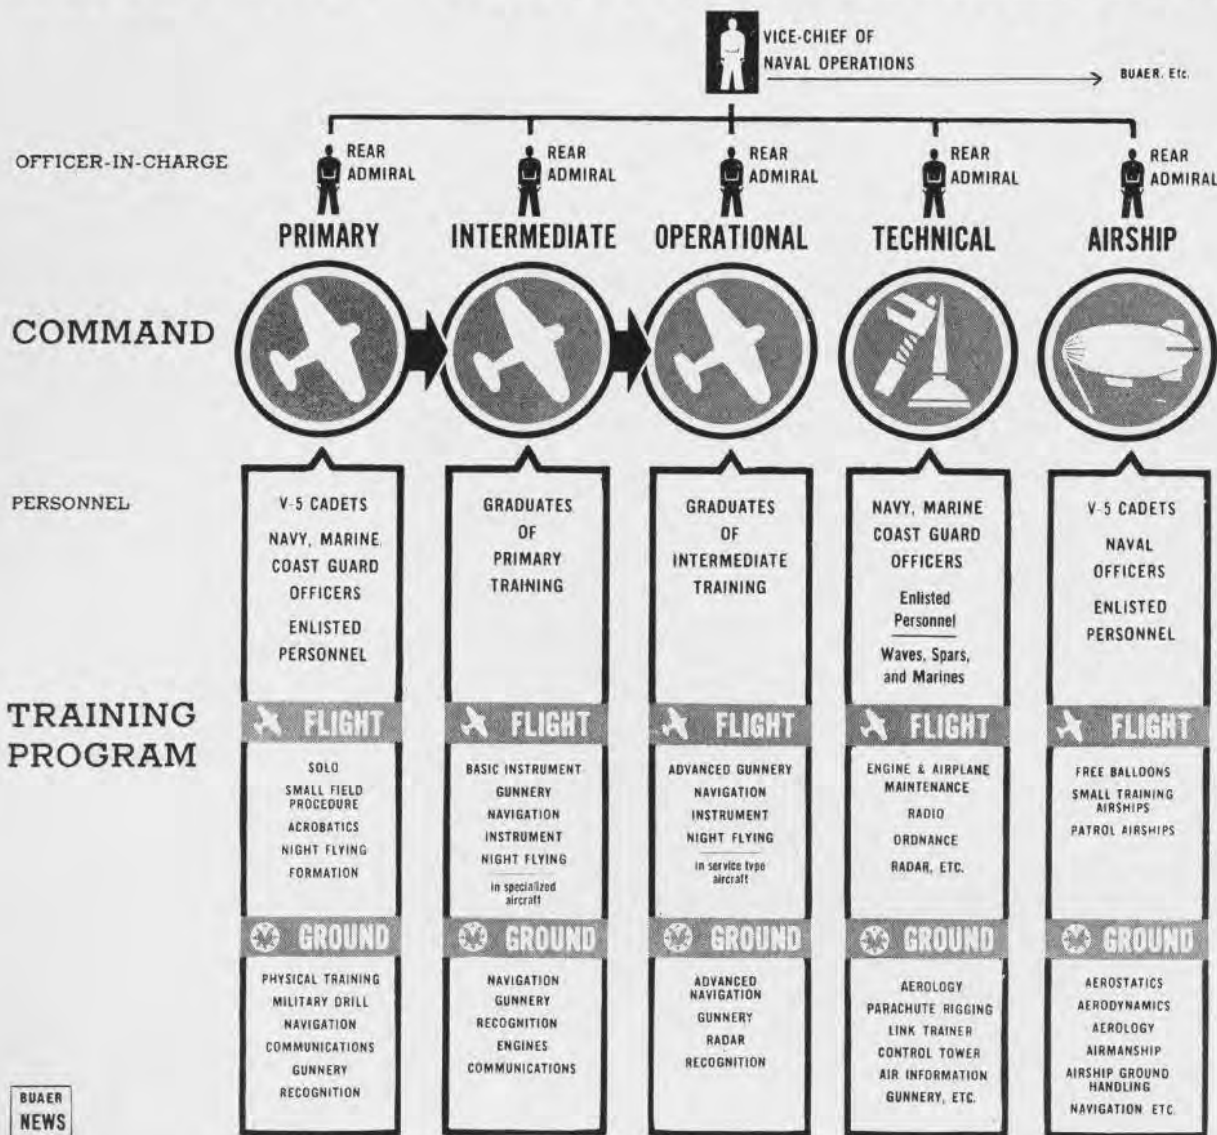 VICE-CHIEF OF
NAVAL OPERATIONS
BUAER. Etc.
OFFICER-IN-CHARGE
REAR
ADMIRAL
REAR
ADMIRAL
REAR
ADMIRAL
REAR
ADMIRAL
REAR
ADMIRAL
PRIMARY
INTERMEDIATE
OPERATIONAL
TECHNICAL
AIRSHIP
COMMAND
PERSONNEL
V-5 CADETS
NAVY, MARINE
COAST GUARD
OFFICERS
ENLISTED
PERSONNEL
GRADUATES
OF
PRIMARY
TRAINING
GRADUATES
OF
INTERMEDIATE
TRAINING
NAVY, MARINE
COAST GUARD
OFFICERS
Enlisted
Personnel
Waves, Spars,
and Marines
V-5 CADETS
NAVAL
OFFICERS
ENLISTED
PERSONNEL
TRAINING
PROGRAM
FLIGHT
SOLO
SMALL FIELD
PROCEDURE
ACROBATICS
NIGHT FLYING
FORMATION
FLIGHT
BASIC INSTRUMENT
GUNNERY
NAVIGATION
INSTRUMENT
NIGHT FLYING
in specialized
aircraft
FLIGHT
ADVANCED GUNNERY
NAVIGATION
INSTRUMENT
NIGHT FLYING
in service type
aircraft
FLIGHT
ENGINE & AIRPLANE
MAINTENANCE
RADIO
ORDNANCE
RADAR, ETC.
FLIGHT
FREE BALLOONS
SMALL TRAINING
AIRSHIPS
PATROL AIRSHIPS
GROUND
PHYSICAL TRAINING
MILITARY DRILL
NAVIGATION
COMMUNICATIONS
GUNNERY
RECOGNITION
GROUND
NAVIGATION
GUNNERY
RECOGNITION
ENGINES
COMMUNICATIONS
GROUND
ADVANCED
NAVIGATION
GUNNERY
RADAR
RECOGNITION
GROUND
AEROLOGY
PARACHUTE RIGGING
LINK TRAINER
CONTROL TOWER
AIR INFORMATION
GUNNERY, ETC.
GROUND
AEROSTATICS
AERODYNAMICS
AEROLOGY
AIRMANSHIP
AIRSHIP GROUND
HANDLING
NAVIGATION, ETC.
BUAER
NEWS